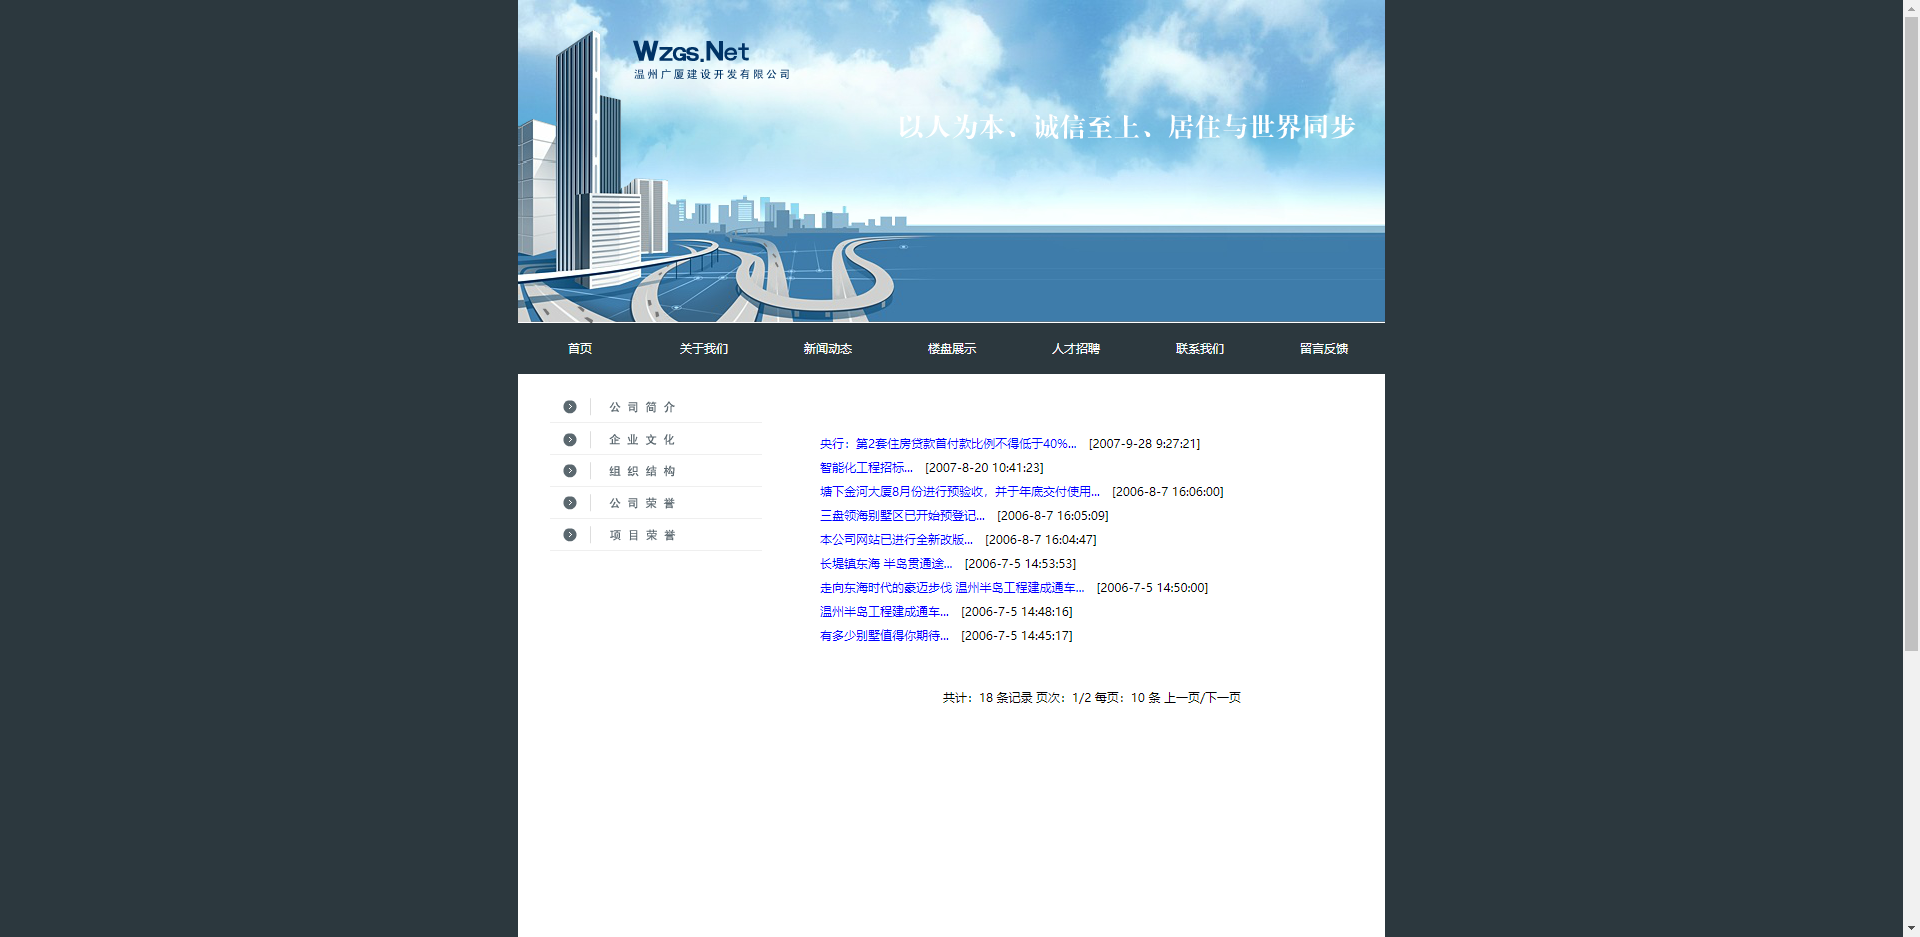 Wzgs.Net
温州广厦建设开发有限公司
以人为本、诚信至上、居住与世界同步
首页 关于我们 新闻动态 楼盘展示 人才招聘 联系我们 留言反馈
公司简介
企业文化
组织结构
公司荣誉
项目荣誉
央行：第2套住房贷款首付款比例不得低于40%... [2007-9-28 9:27:21]
智能化工程招标... [2007-8-20 10:41:23]
塘下金河大厦8月份进行预验收，并于年底交付使用... [2006-8-7 16:06:00]
三盘领海别墅区已开始预登记... [2006-8-7 16:05:09]
本公司网站已进行全新改版... [2006-8-7 16:04:47]
长堤镇东海 半岛贯通途... [2006-7-5 14:53:53]
走向东海时代的豪迈步伐 温州半岛工程建成通车... [2006-7-5 14:50:00]
温州半岛工程建成通车... [2006-7-5 14:48:16]
有多少别墅值得你期待... [2006-7-5 14:45:17]
共计：18 条记录 页次：1/2 每页：10 条 上一页/下一页